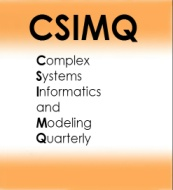 CSIMQ
Complex
Systems
Informatics
and
Modeling
Quarterly